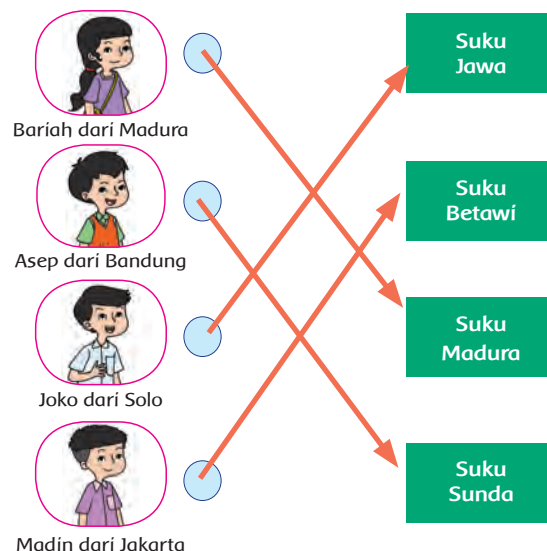 Bariah dari Madura
Asep dari Bandung
Joko dari Solo
Madin dari Jakarta
Suku
Jawa
Suku
Betawi
Suku
Madura
Suku
Sunda